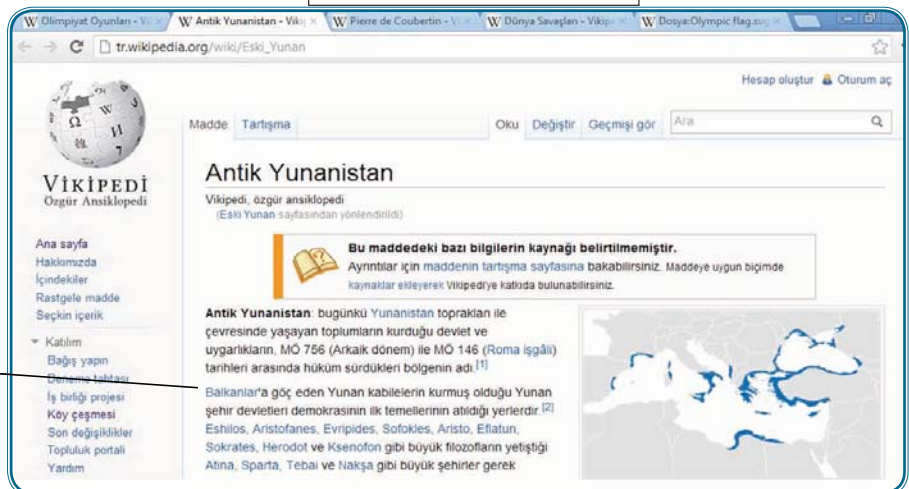 Olimpiyat Oyunları - Vi
W Antik Yunanistan - Viki
W Pierre de Coubertin - V
W Dünya Savaşları - Vikip
W Dosya:Olympic flag.svg
tr.wikipedia.org/wiki/Eski_Yunan
Hesap oluştur Oturum aç
Madde Tartışma Oku Değiştir Geçmişi gör Ara
VİKİPEDİ
Özgür Ansiklopedi
Antik Yunanistan
Vikipedi, özgür ansiklopedi
(Eski Yunan sayfasından yönlendirildi)
Bu maddedeki bazı bilgilerin kaynağı belirtilmemiştir.
Ayrıntılar için maddenin tartışma sayfasına bakabilirsiniz. Maddeye uygun biçimde
kaynaklar ekleyerek Vikipedi'ye katkıda bulunabilirsiniz.
Ana sayfa
Hakkımızda
İçindekiler
Rastgele madde
Seçkin içerik
Katılım
Bağış yapın
Deneme tahtası
İş birliği projesi
Köy çeşmesi
Son değişiklikler
Topluluk portali
Yardım
Antik Yunanistan: bugünkü Yunanistan toprakları ile
çevresinde yaşayan toplumların kurduğu devlet ve
uygarlıkların, MÖ 756 (Arkaik dönem) ile MÖ 146 (Roma işgâli)
tarihleri arasında hüküm sürdükleri bölgenin adı.[1]
Balkanlar'a göç eden Yunan kabilelerin kurmuş olduğu Yunan
şehir devletleri demokrasinin ilk temellerinin atıldığı yerlerdir.[2]
Eshilos, Aristofanes, Evripides, Sofokles, Aristo, Eflatun,
Sokrates, Herodot ve Ksenofon gibi büyük filozofların yetiştiği
Atina, Sparta, Tebai ve Nakşa gibi büyük şehirler gerek